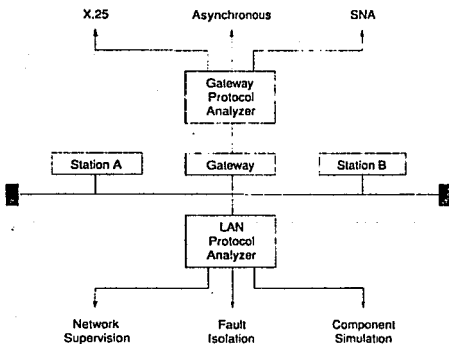 X.25 Asynchronous SNA
Gateway
Protocol
Analyzer
Station A Gateway Station B
LAN
Protocol
Analyzer
Network Fault Component
Supervision Isolation Simulation